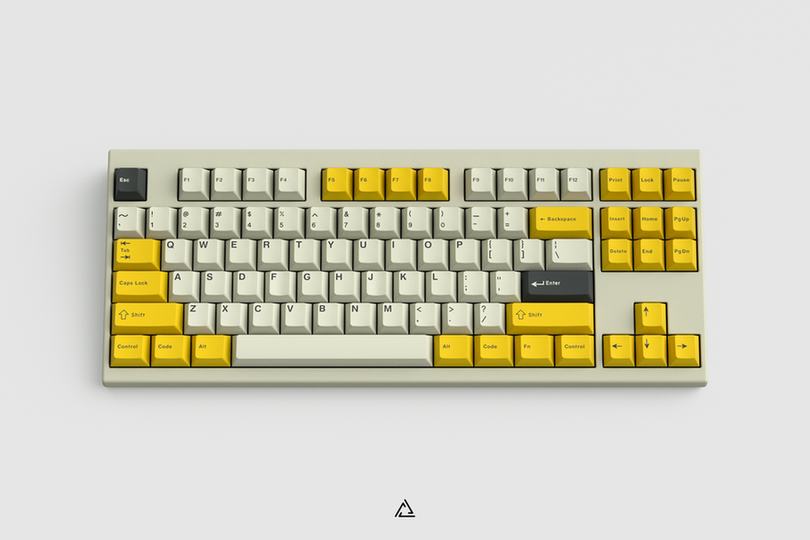 Esc F1 F2 F3 F4 F5 F6 F7 F8 F9 F10 F11 F12 Print Lock Pause
~ ! @ # $ % ^ & * ( ) _ + ← Backspace Insert Home PgUp
` 1 2 3 4 5 6 7 8 9 0 - =
Tab Q W E R T Y U I O P { } | Delete End PgDn
[ ] \
Caps Lock A S D F G H J K L : " Enter
; '
Shift Z X C V B N M < > ? Shift ↑
, . /
Control Code Alt Alt Code Fn Control ← ↓ →